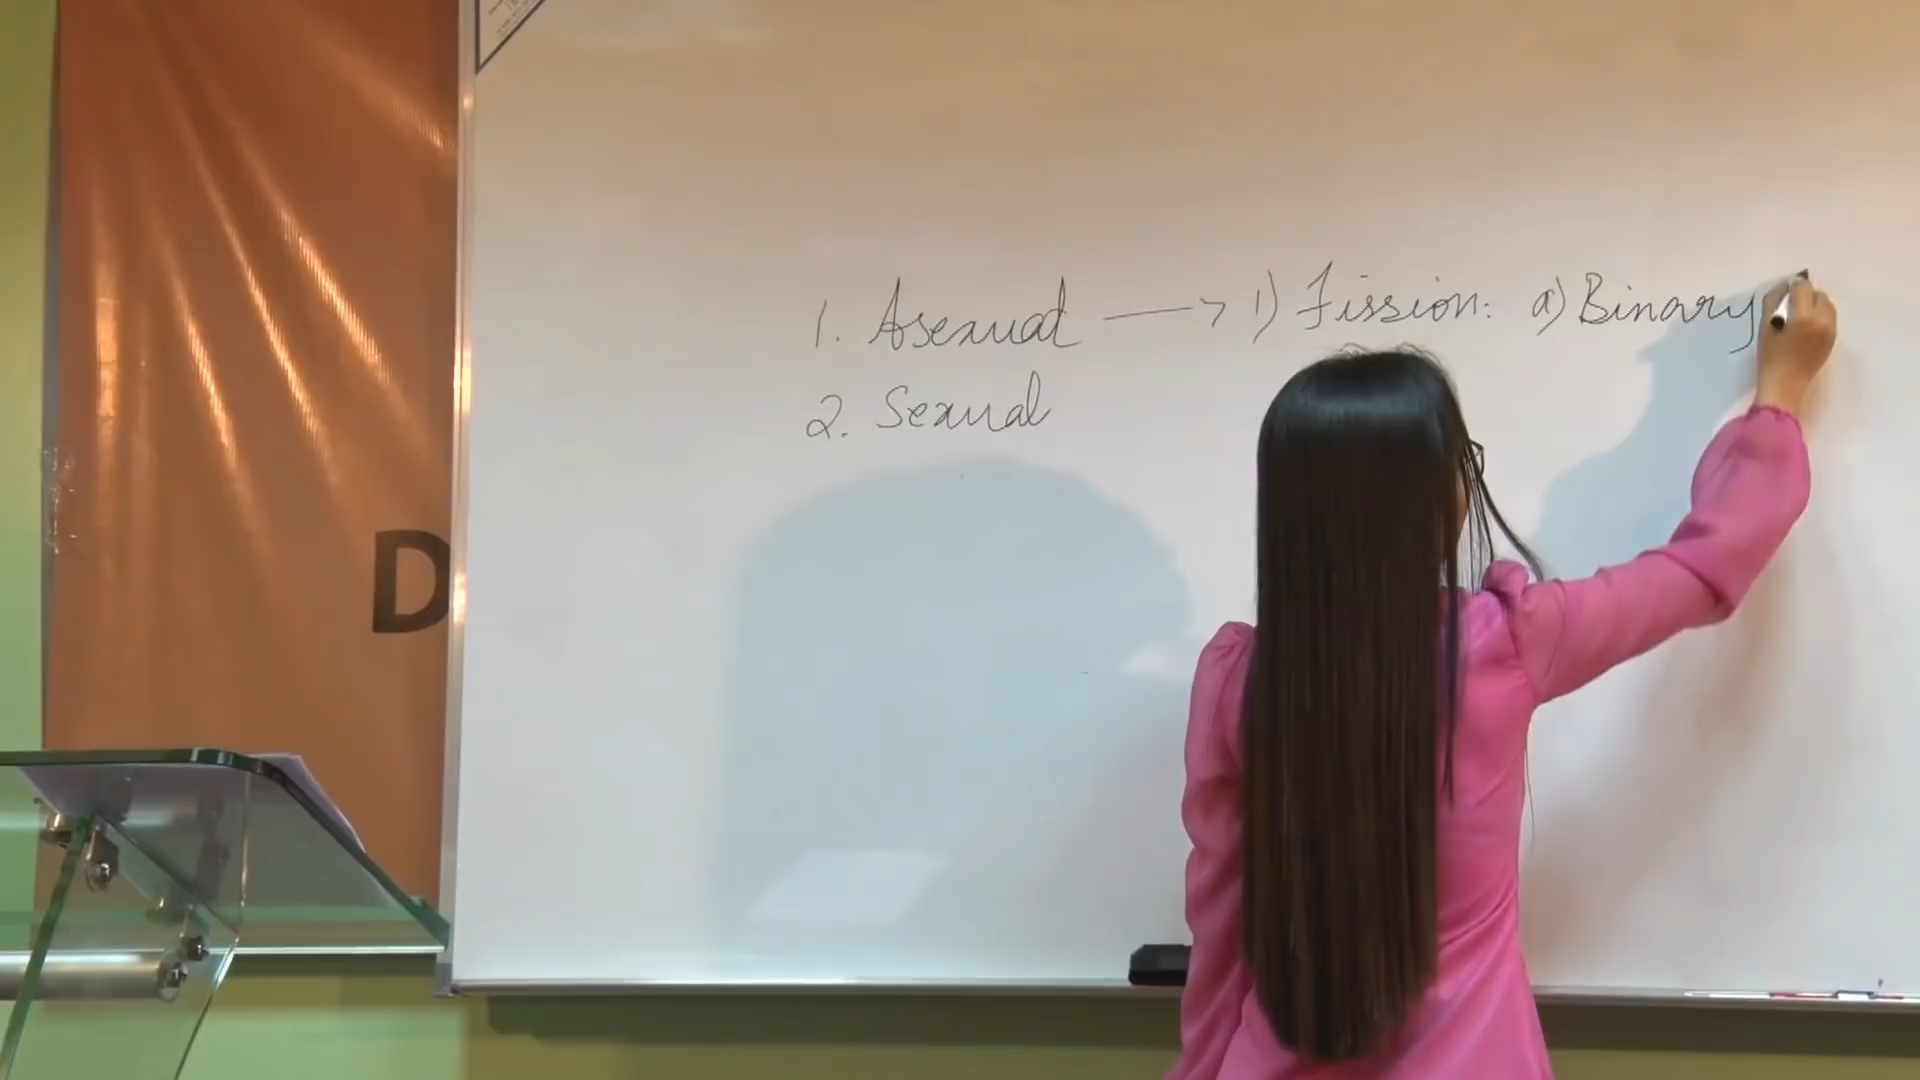 1. Asexual —> 1) Fission: a) Binary
2. Sexual
D